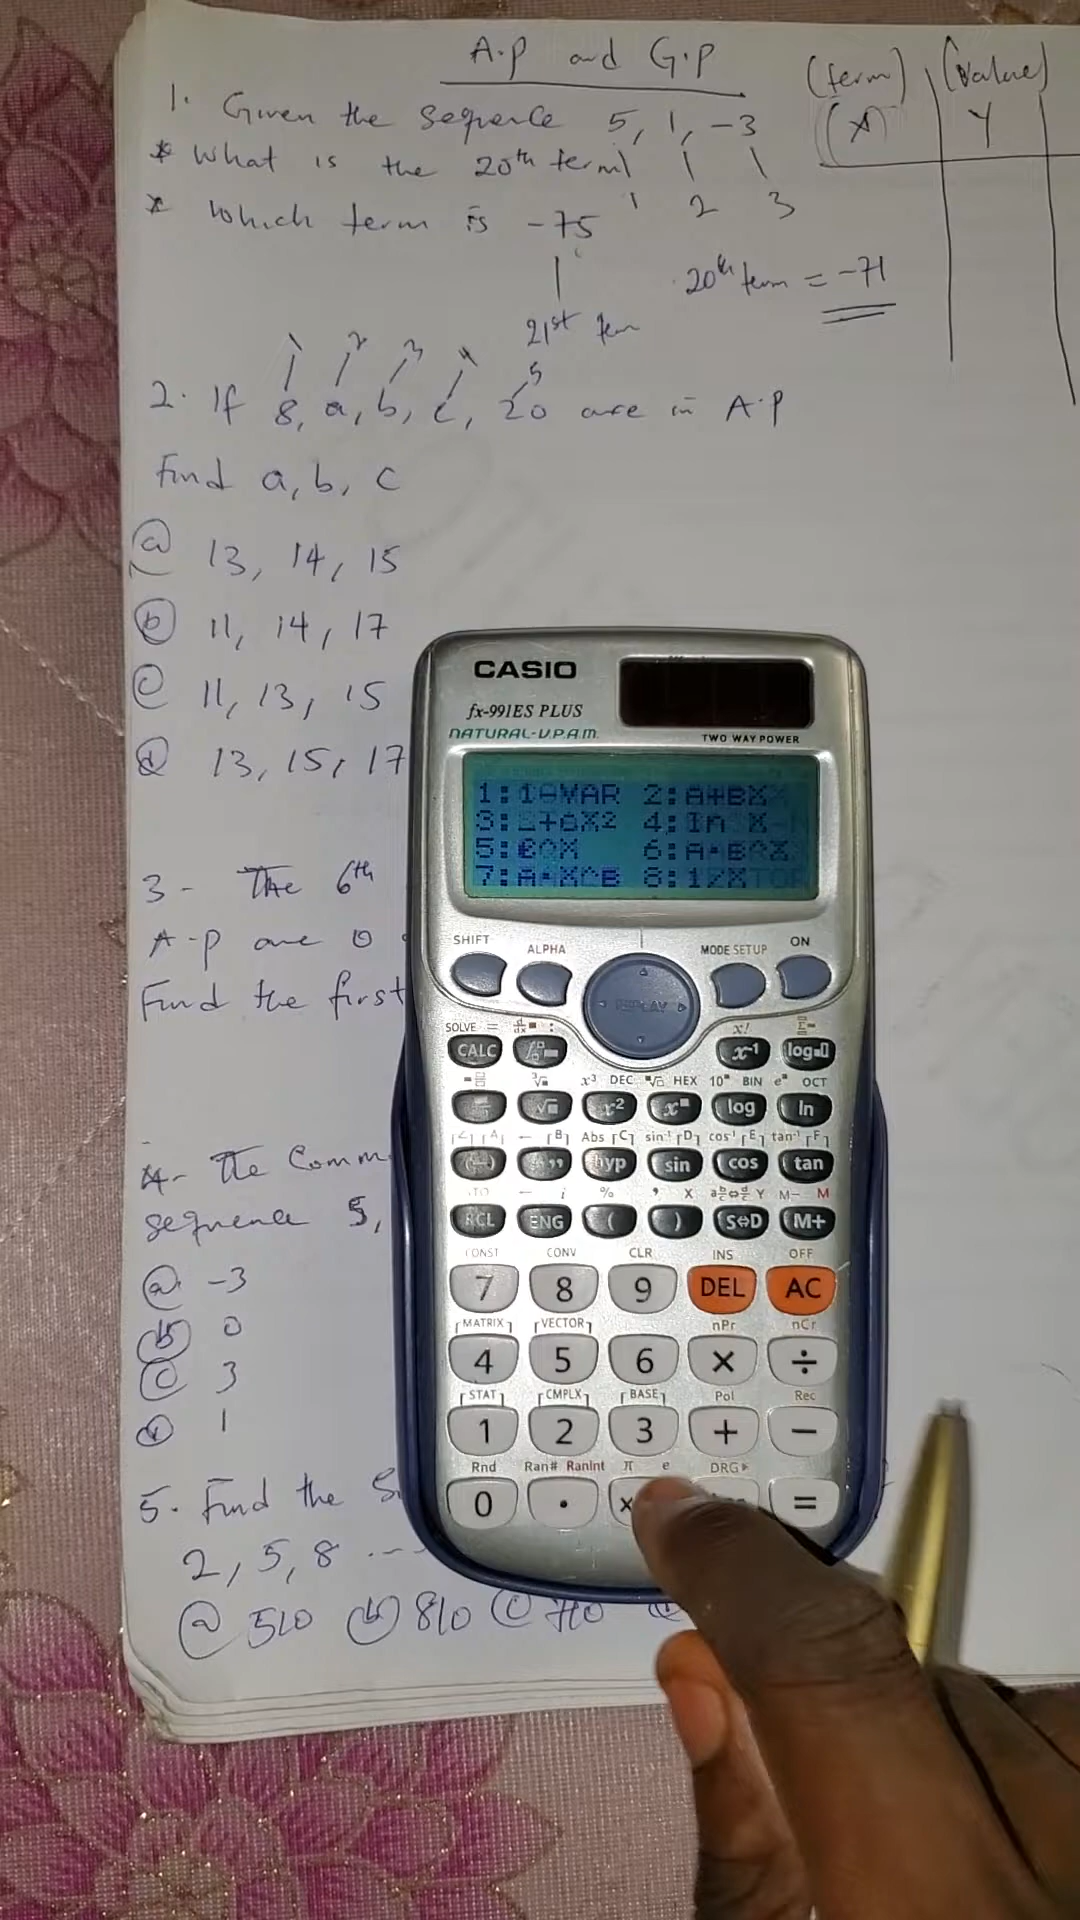 A.P and G.P
(term) (value)
(X) Y
1. Given the sequence 5, 1, -3
* What is the 20th term
1 2 3
* Which term is -75
20th term = -71
21st term
1 2 3 4 5
2. If 8, a, b, c, 20 are in A.P
Find a, b, c
(a) 13, 14, 15
(b) 11, 14, 17
(c) 11, 13, 15
(d) 13, 15, 17
3 - The 6th
A-p are 0
Find the first
4- The Comm
sequence 5,
(a) -3
(b) 0
(c) 3
(d) 1
5. Find the S
2, 5, 8 ----
(a) 510 (b) 810 (c) 710
CASIO
fx-991ES PLUS
NATURAL-V.P.A.M.
TWO WAY POWER
1: 2:A+BX
3: 4:ln X
5: 6:A•B^X
7: 8:1/X
SHIFT ALPHA MODE SETUP ON
REPLAY
SOLVE = d/dx :  x! Σ
CALC x⁻¹ log
x³ DEC HEX 10 BIN e OCT
√ x² x log ln
∠ [A] ← [B] Abs [C] sin⁻¹ [D] cos⁻¹ [E] tan⁻¹ [F]
(-) hyp sin cos tan
STO ← i % , X Y M- M
RCL ENG ( ) S⇔D M+
CONST CONV CLR INS OFF
7 8 9 DEL AC
[MATRIX] [VECTOR] nPr nCr
4 5 6 × ÷
[STAT] [CMPLX] [BASE] Pol Rec
1 2 3 + −
Rnd Ran# RanInt π e DRG▸
0 • × =